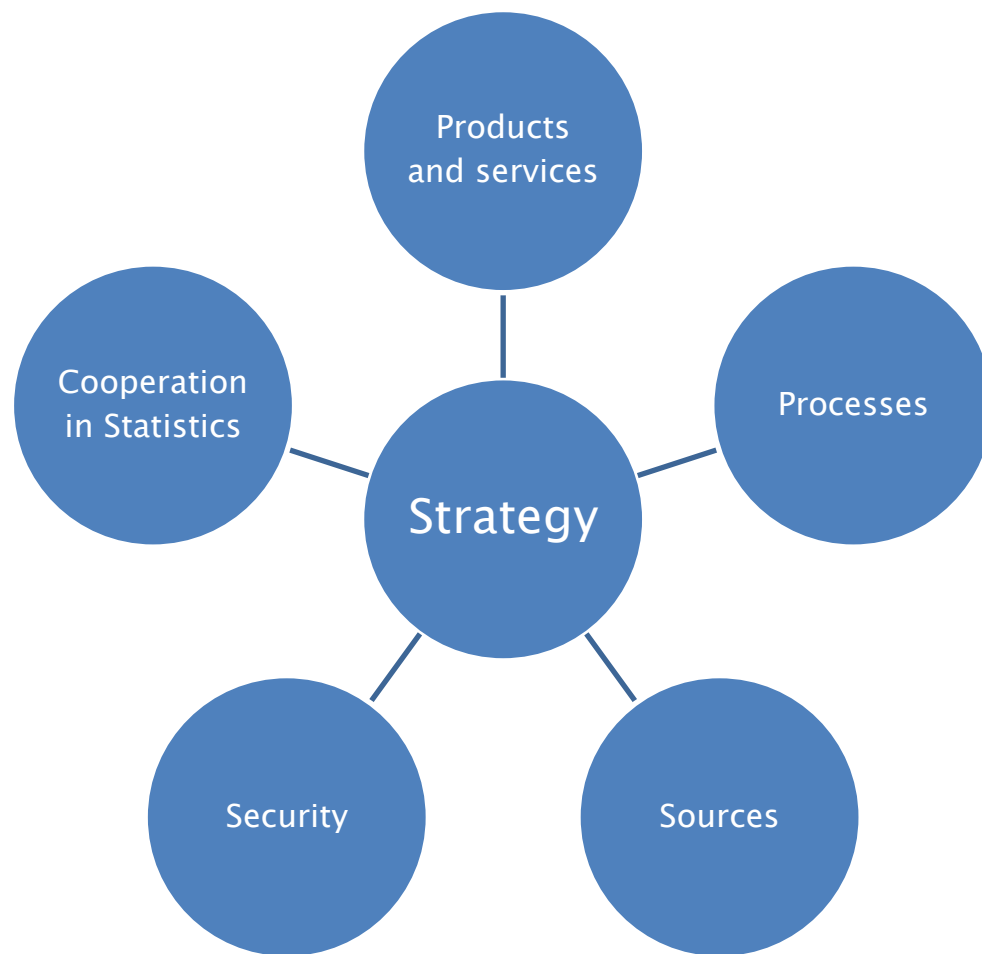 Products
and services
Cooperation
in Statistics
Processes
Strategy
Security
Sources